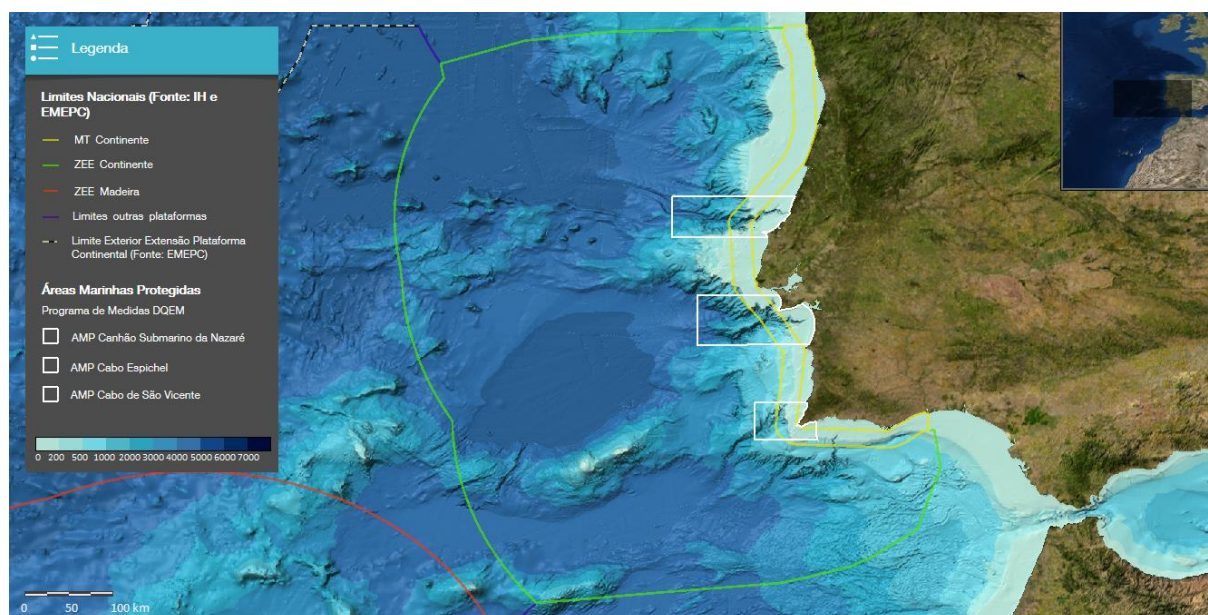 Legenda
Limites Nacionais (Fonte: IH e
EMEPC)
MT Continente
ZEE Continente
ZEE Madeira
Limites outras plataformas
Limite Exterior Extensão Plataforma
Continental (Fonte: EMEPC)
Áreas Marinhas Protegidas
Programa de Medidas DQEM
AMP Canhão Submarino da Nazaré
AMP Cabo Espichel
AMP Cabo de São Vicente
0 200 500 1000 2000 3000 4000 5000 6000 7000
0 50 100 km